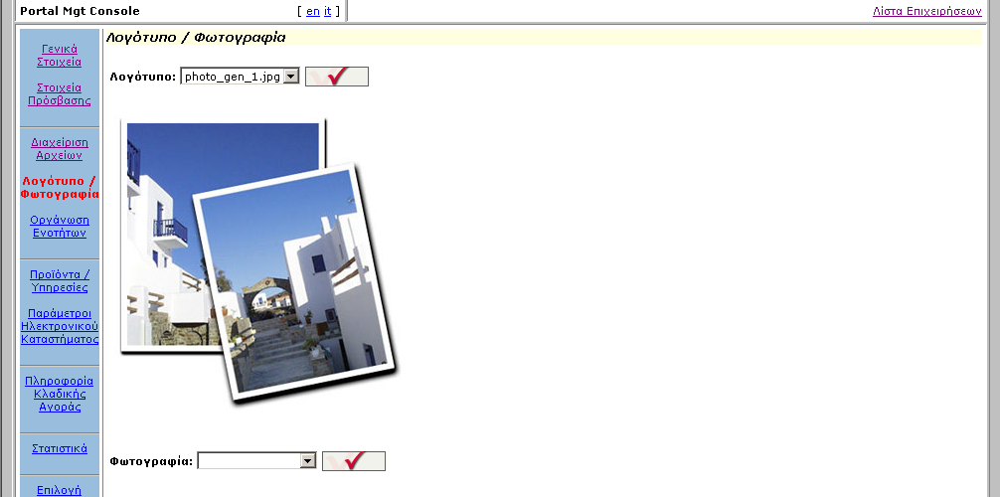 Portal Mgt Console [ en it ] Λίστα Επιχειρήσεων
Λογότυπο / Φωτογραφία
Γενικά
Στοιχεία
Στοιχεία
Πρόσβασης
Διαχείριση
Αρχείων
Λογότυπο /
Φωτογραφία
Οργάνωση
Ενοτήτων
Προϊόντα /
Υπηρεσίες
Παράμετροι
Ηλεκτρονικού
Καταστήματος
Πληροφορία
Κλαδικής
Αγοράς
Στατιστικά
Επιλογή
Λογότυπο: photo_gen_1.jpg
Φωτογραφία: